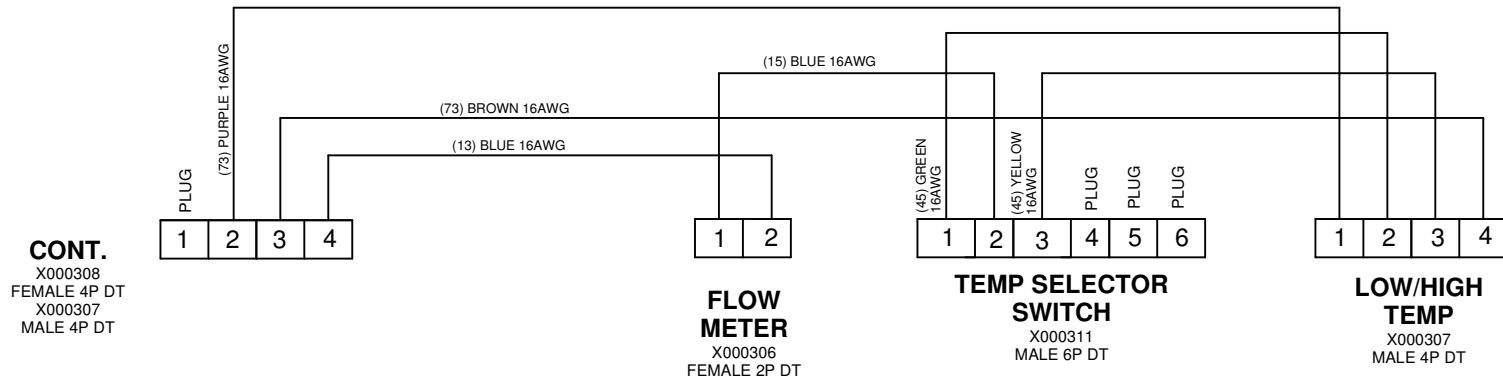 (15) BLUE 16AWG
(73) PURPLE 16AWG
(73) BROWN 16AWG
(13) BLUE 16AWG
(45) GREEN
16AWG
(45) YELLOW
16AWG
PLUG
PLUG
PLUG
PLUG
1 2 3 4
1 2
1 2 3 4 5 6
1 2 3 4
CONT.
X000308
FEMALE 4P DT
X000307
MALE 4P DT
FLOW
METER
X000306
FEMALE 2P DT
TEMP SELECTOR
SWITCH
X000311
MALE 6P DT
LOW/HIGH
TEMP
X000307
MALE 4P DT